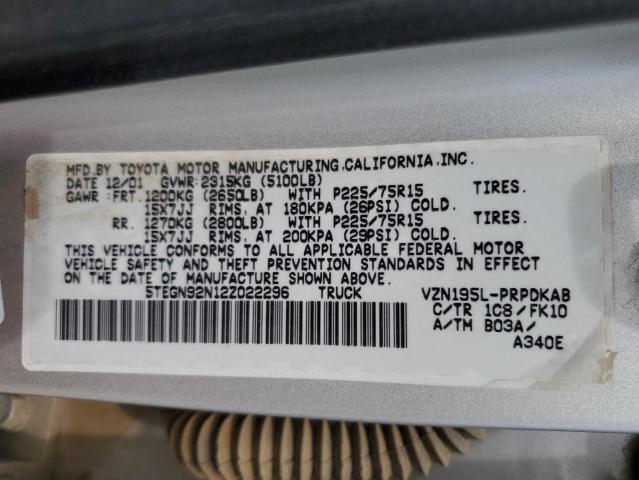 MFD.BY TOYOTA MOTOR MANUFACTURING,CALIFORNIA,INC.
DATE 12/01 GVWR:2315KG (5100LB)
GAWR :FRT.1200KG (2650LB) WITH P225/75R15 TIRES.
15X7JJ RIMS, AT 180KPA (26PSI) COLD.
RR. 1270KG (2800LB) WITH P225/75R15 TIRES.
15X7JJ RIMS, AT 200KPA (29PSI) COLD.
THIS VEHICLE CONFORMS TO ALL APPLICABLE FEDERAL MOTOR
VEHICLE SAFETY AND THEFT PREVENTION STANDARDS IN EFFECT
ON THE DATE OF MANUFACTURE SHOWN ABOVE.
5TEGN92N12Z022296 TRUCK VZN195L-PRPDKAB
C/TR 1C8/FK10
A/TM B03A/
A340E